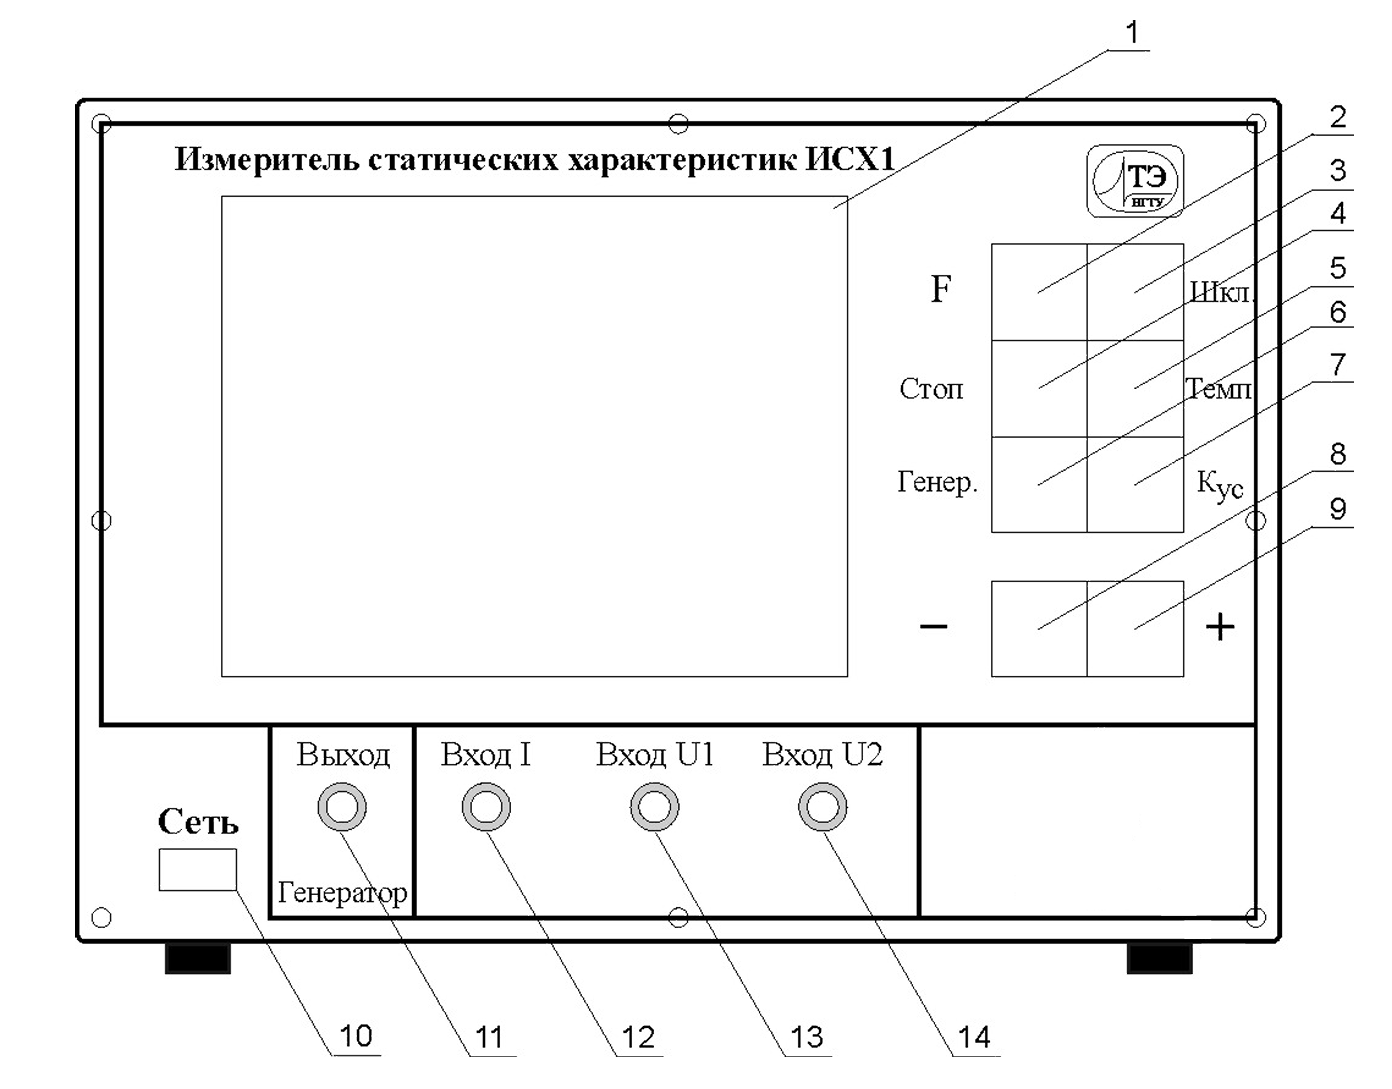 1
2
Измеритель статических характеристик ИСХ1
ТЭ
НГТУ
3
4
5
F
Шкл.
6
7
Стоп
Темп
8
Генер.
Кус
9
−
+
Выход
Вход I
Вход U1
Вход U2
Сеть
Генератор
10
11
12
13
14